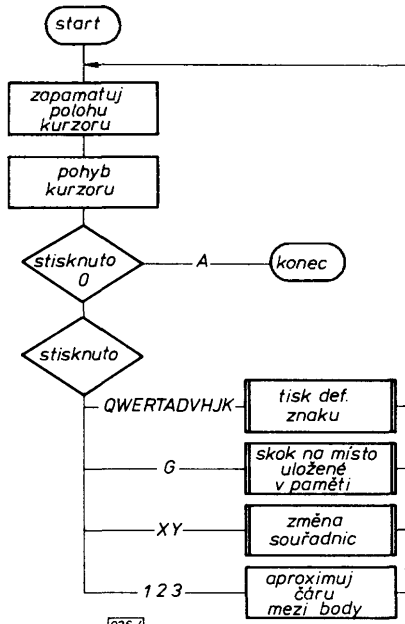 start
zapamatuj
polohu
kurzoru
pohyb
kurzoru
stisknuto
0
A
konec
stisknuto
QWERTADVHJK
tisk def.
znaku
G
skok na místo
uložené
v paměti
XY
změna
souřadnic
1 2 3
aproximuj
čáru
mezi body